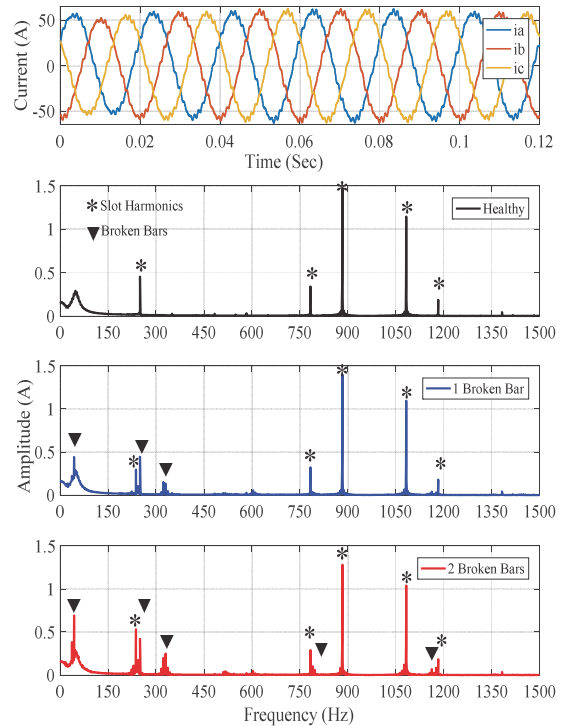 Current (A)
50
0
-50
ia
ib
ic
0 0.02 0.04 0.06 0.08 0.1 0.12
Time (Sec)
1.5
1
0.5
0
* Slot Harmonics
Broken Bars
Healthy
0 150 300 450 600 750 900 1050 1200 1350 1500
Amplitude (A)
1.5
1
0.5
0
1 Broken Bar
0 150 300 450 600 750 900 1050 1200 1350 1500
1.5
1
0.5
0
2 Broken Bars
0 150 300 450 600 750 900 1050 1200 1350 1500
Frequency (Hz)